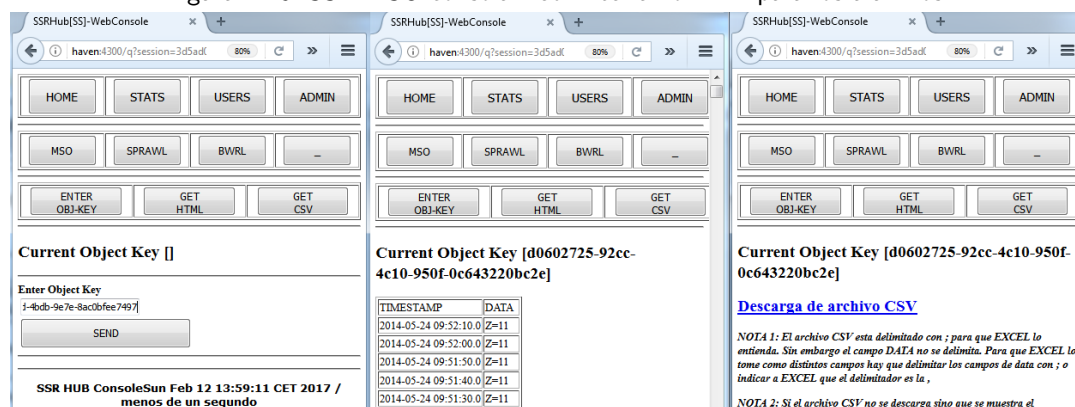 SSRHub[SS]-WebConsole × +
haven:4300/q?session=3d5ad( 80%
HOME STATS USERS ADMIN
MSO SPRAWL BWRL _
ENTER OBJ-KEY GET HTML GET CSV
Current Object Key []
Enter Object Key
-4bdb-9e7e-8ac0bfee7497
SEND
SSR HUB ConsoleSun Feb 12 13:59:11 CET 2017 /
menos de un segundo
SSRHub[SS]-WebConsole × +
haven:4300/q?session=3d5ad( 80%
HOME STATS USERS ADMIN
MSO SPRAWL BWRL _
ENTER OBJ-KEY GET HTML GET CSV
Current Object Key [d0602725-92cc-
4c10-950f-0c643220bc2e]
TIMESTAMP DATA
2014-05-24 09:52:10.0 Z=11
2014-05-24 09:52:00.0 Z=11
2014-05-24 09:51:50.0 Z=11
2014-05-24 09:51:40.0 Z=11
2014-05-24 09:51:30.0 Z=11
SSRHub[SS]-WebConsole × +
haven:4300/q?session=3d5ad( 80%
HOME STATS USERS ADMIN
MSO SPRAWL BWRL _
ENTER OBJ-KEY GET HTML GET CSV
Current Object Key [d0602725-92cc-4c10-950f-
0c643220bc2e]
Descarga de archivo CSV
NOTA 1: El archivo CSV esta delimitado con ; para que EXCEL lo
entienda. Sin embargo el campo DATA no se delimita. Para que EXCEL lo
tome como distintos campos hay que delimitar los campos de data con ; o
indicar a EXCEL que el delimitador es la ,
NOTA 2: Si el archivo CSV no se descarga sino que se muestra el